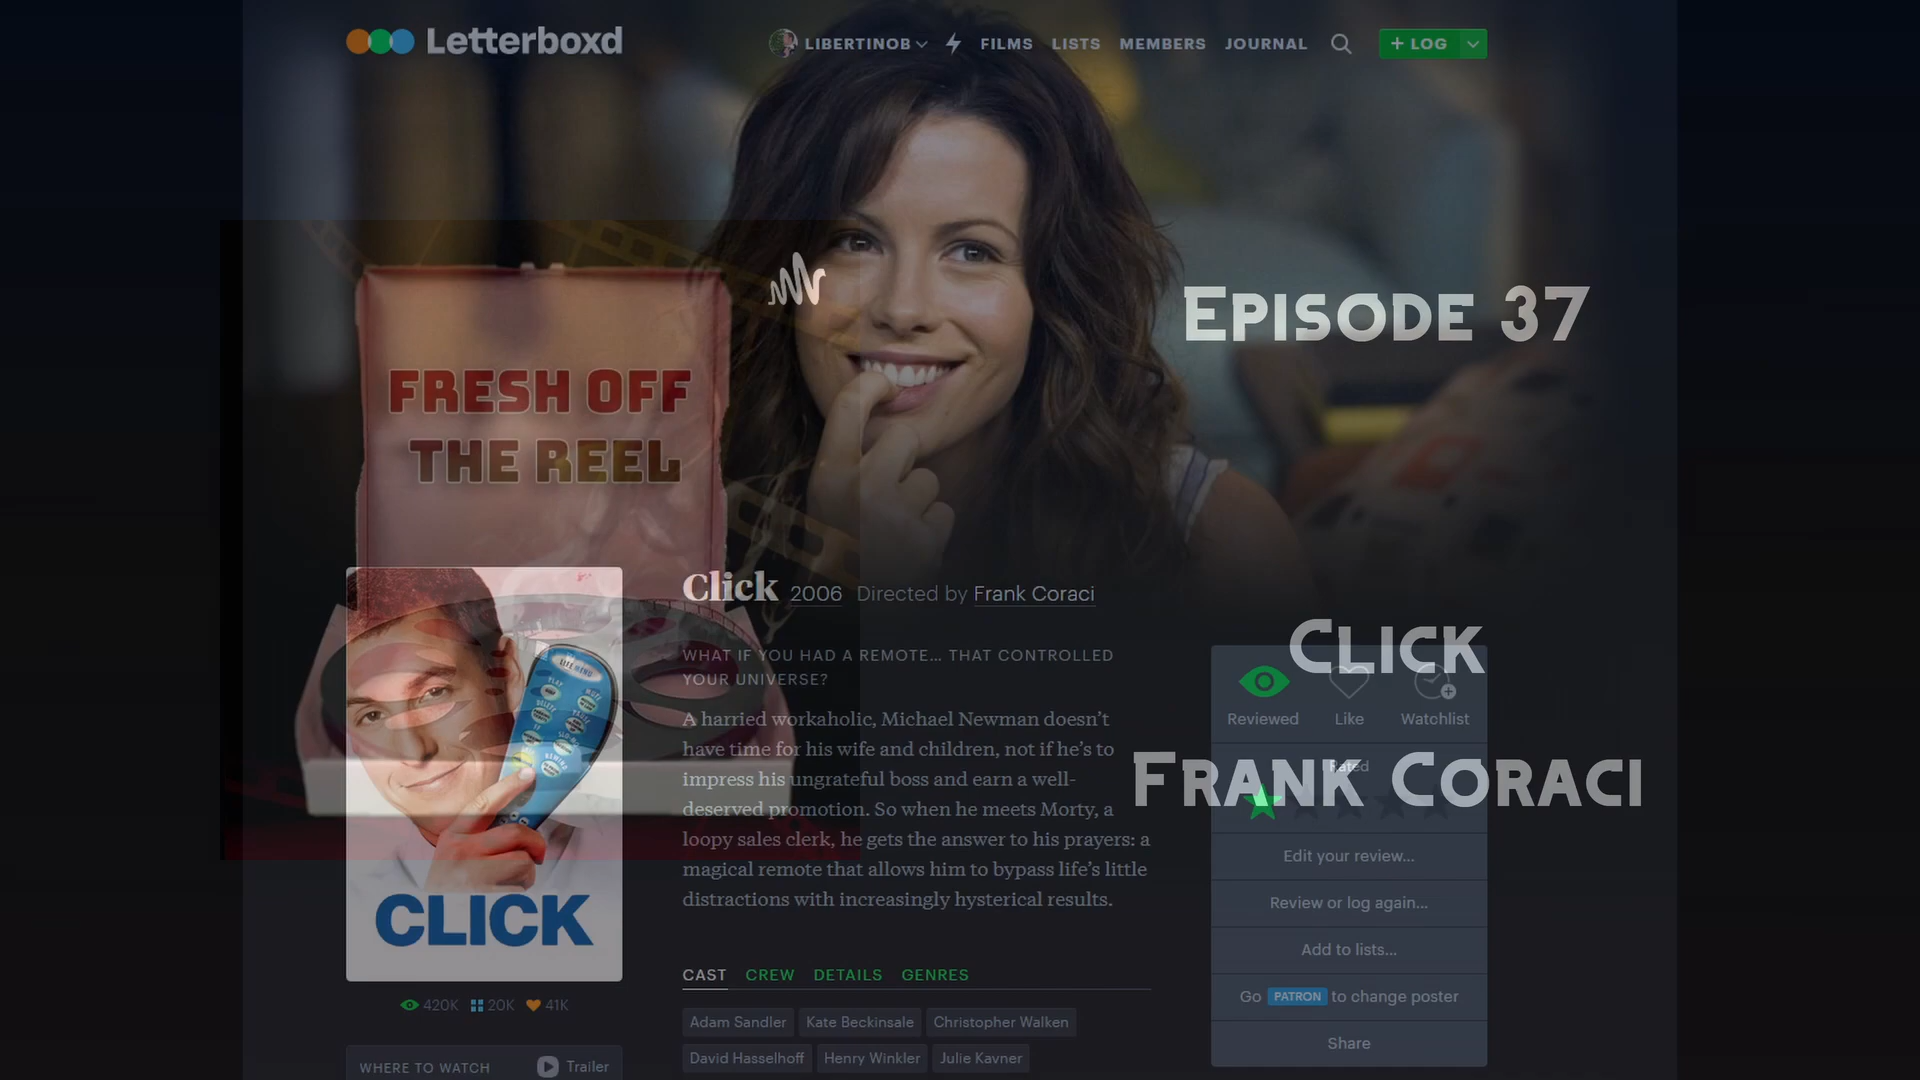 Letterboxd
LIBERTINOB
FILMS
LISTS
MEMBERS
JOURNAL
+ LOG
EPISODE 37
FRESH OFF
THE REEL
CLICK
FRANK CORACI
Click 2006 Directed by Frank Coraci
WHAT IF YOU HAD A REMOTE… THAT CONTROLLED
YOUR UNIVERSE?
A harried workaholic, Michael Newman doesn’t
have time for his wife and children, not if he’s to
impress his ungrateful boss and earn a well-
deserved promotion. So when he meets Morty, a
loopy sales clerk, he gets the answer to his prayers: a
magical remote that allows him to bypass life’s little
distractions with increasingly hysterical results.
CLICK
420K 20K 41K
WHERE TO WATCH
Trailer
CAST CREW DETAILS GENRES
Adam Sandler Kate Beckinsale Christopher Walken
David Hasselhoff Henry Winkler Julie Kavner
Reviewed Like Watchlist
Rated
Edit your review…
Review or log again…
Add to lists…
Go PATRON to change poster
Share